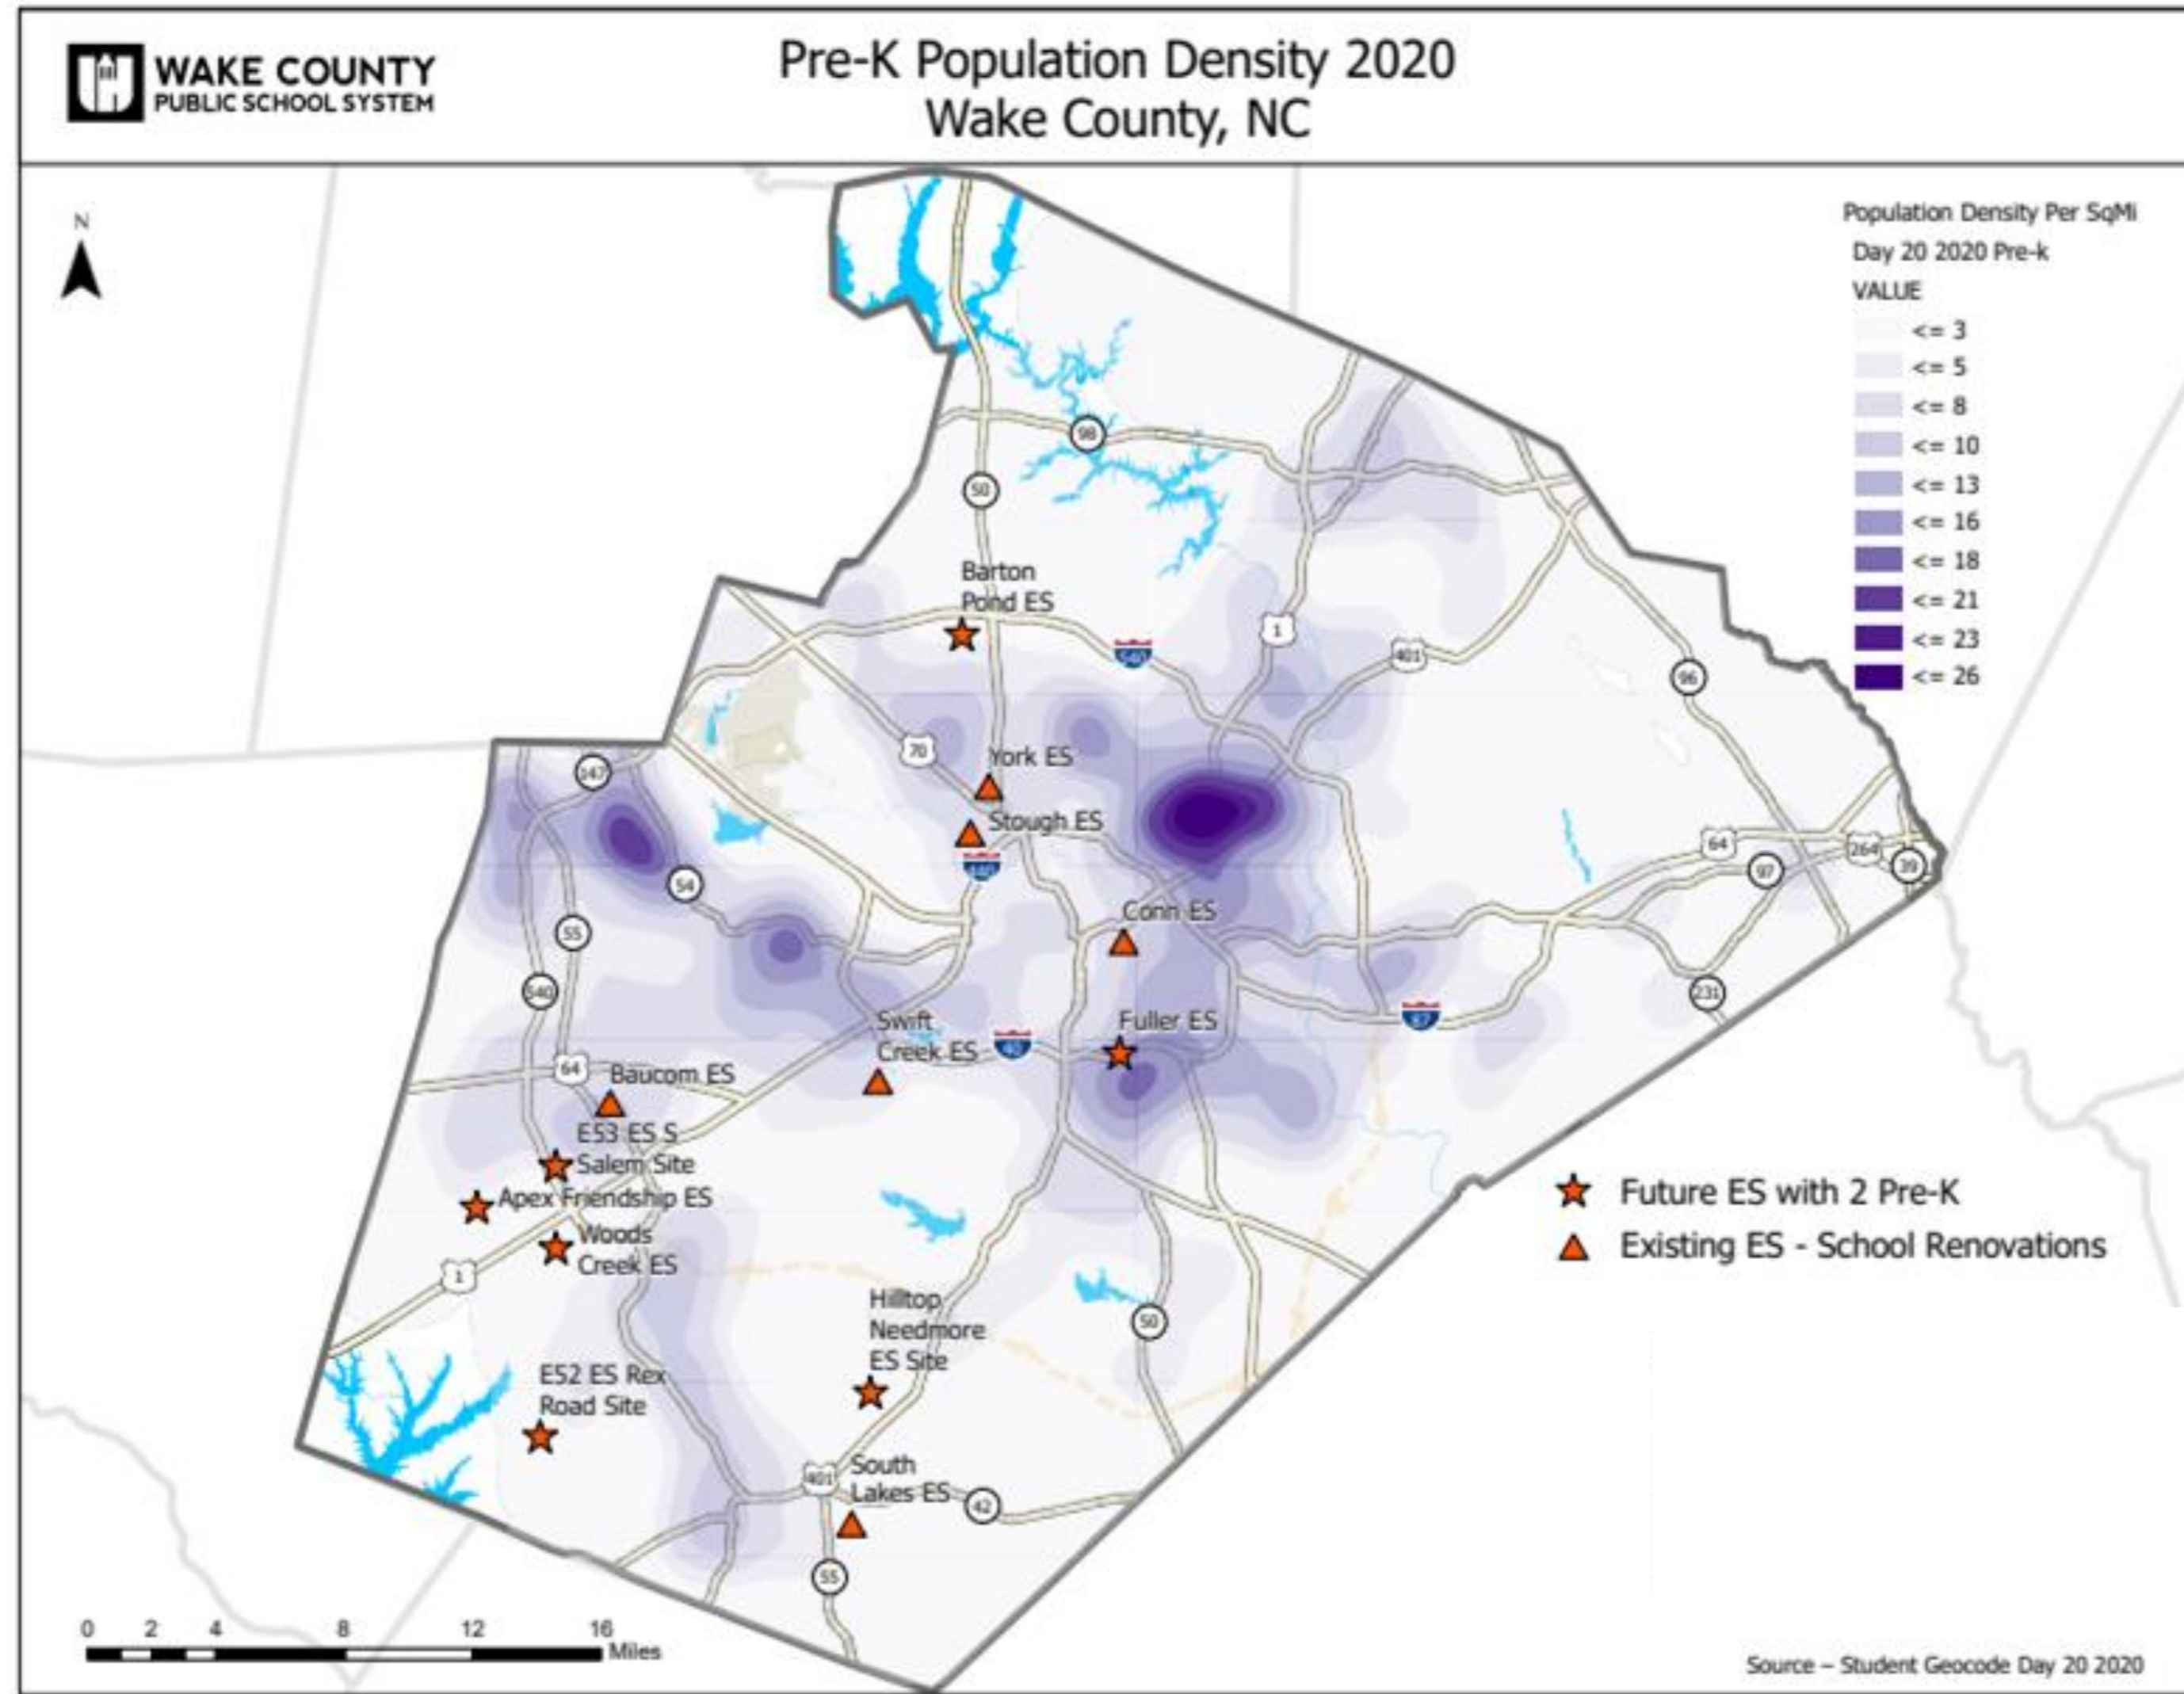 WAKE COUNTY
PUBLIC SCHOOL SYSTEM
Pre-K Population Density 2020
Wake County, NC
N
Population Density Per SqMi
Day 20 2020 Pre-k
VALUE
<= 3
<= 5
<= 8
<= 10
<= 13
<= 16
<= 18
<= 21
<= 23
<= 26
98
50
Barton
Pond ES
1
540
401
96
70
York ES
147
Stough ES
440
64
264
39
97
54
Conn ES
55
540
231
Swift
Creek ES
40
Fuller ES
87
64
Baucom ES
E53 ES S
Salem Site
Apex Friendship ES
Woods
Creek ES
1
Future ES with 2 Pre-K
Existing ES - School Renovations
Hilltop
Needmore
ES Site
50
E52 ES Rex
Road Site
401
South
Lakes ES
42
55
0 2 4 8 12 16
Miles
Source – Student Geocode Day 20 2020